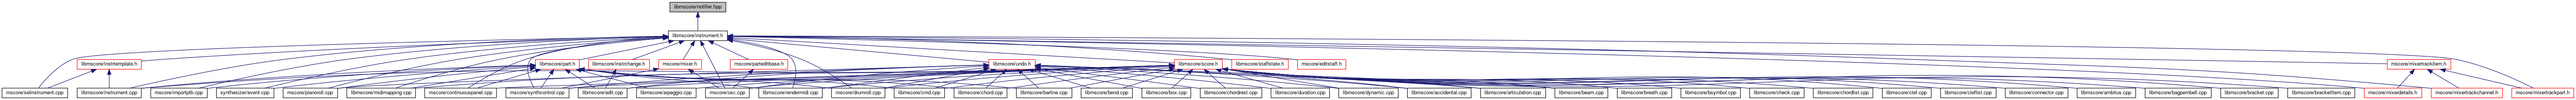 libmscore/notifier.hpp
libmscore/instrument.h
libmscore/instrtemplate.h
libmscore/part.h
libmscore/instrchange.h
mscore/mixer.h
mscore/parteditbase.h
libmscore/undo.h
libmscore/score.h
libmscore/staffstate.h
mscore/editstaff.h
mscore/mixertrackitem.h
mscore/selinstrument.cpp
libmscore/instrument.cpp
mscore/importptb.cpp
synthesizer/event.cpp
mscore/pianoroll.cpp
libmscore/midimapping.cpp
mscore/continuouspanel.cpp
mscore/synthcontrol.cpp
libmscore/edit.cpp
libmscore/arpeggio.cpp
mscore/osc.cpp
libmscore/rendermidi.cpp
mscore/drumroll.cpp
libmscore/cmd.cpp
libmscore/chord.cpp
libmscore/barline.cpp
libmscore/bend.cpp
libmscore/box.cpp
libmscore/chordrest.cpp
libmscore/duration.cpp
libmscore/dynamic.cpp
libmscore/accidental.cpp
libmscore/articulation.cpp
libmscore/beam.cpp
libmscore/breath.cpp
libmscore/bsymbol.cpp
libmscore/check.cpp
libmscore/chordlist.cpp
libmscore/clef.cpp
libmscore/cleflist.cpp
libmscore/connector.cpp
libmscore/ambitus.cpp
libmscore/bagpembell.cpp
libmscore/bracket.cpp
libmscore/bracketItem.cpp
mscore/mixerdetails.h
mscore/mixertrackchannel.h
mscore/mixertrackpart.h